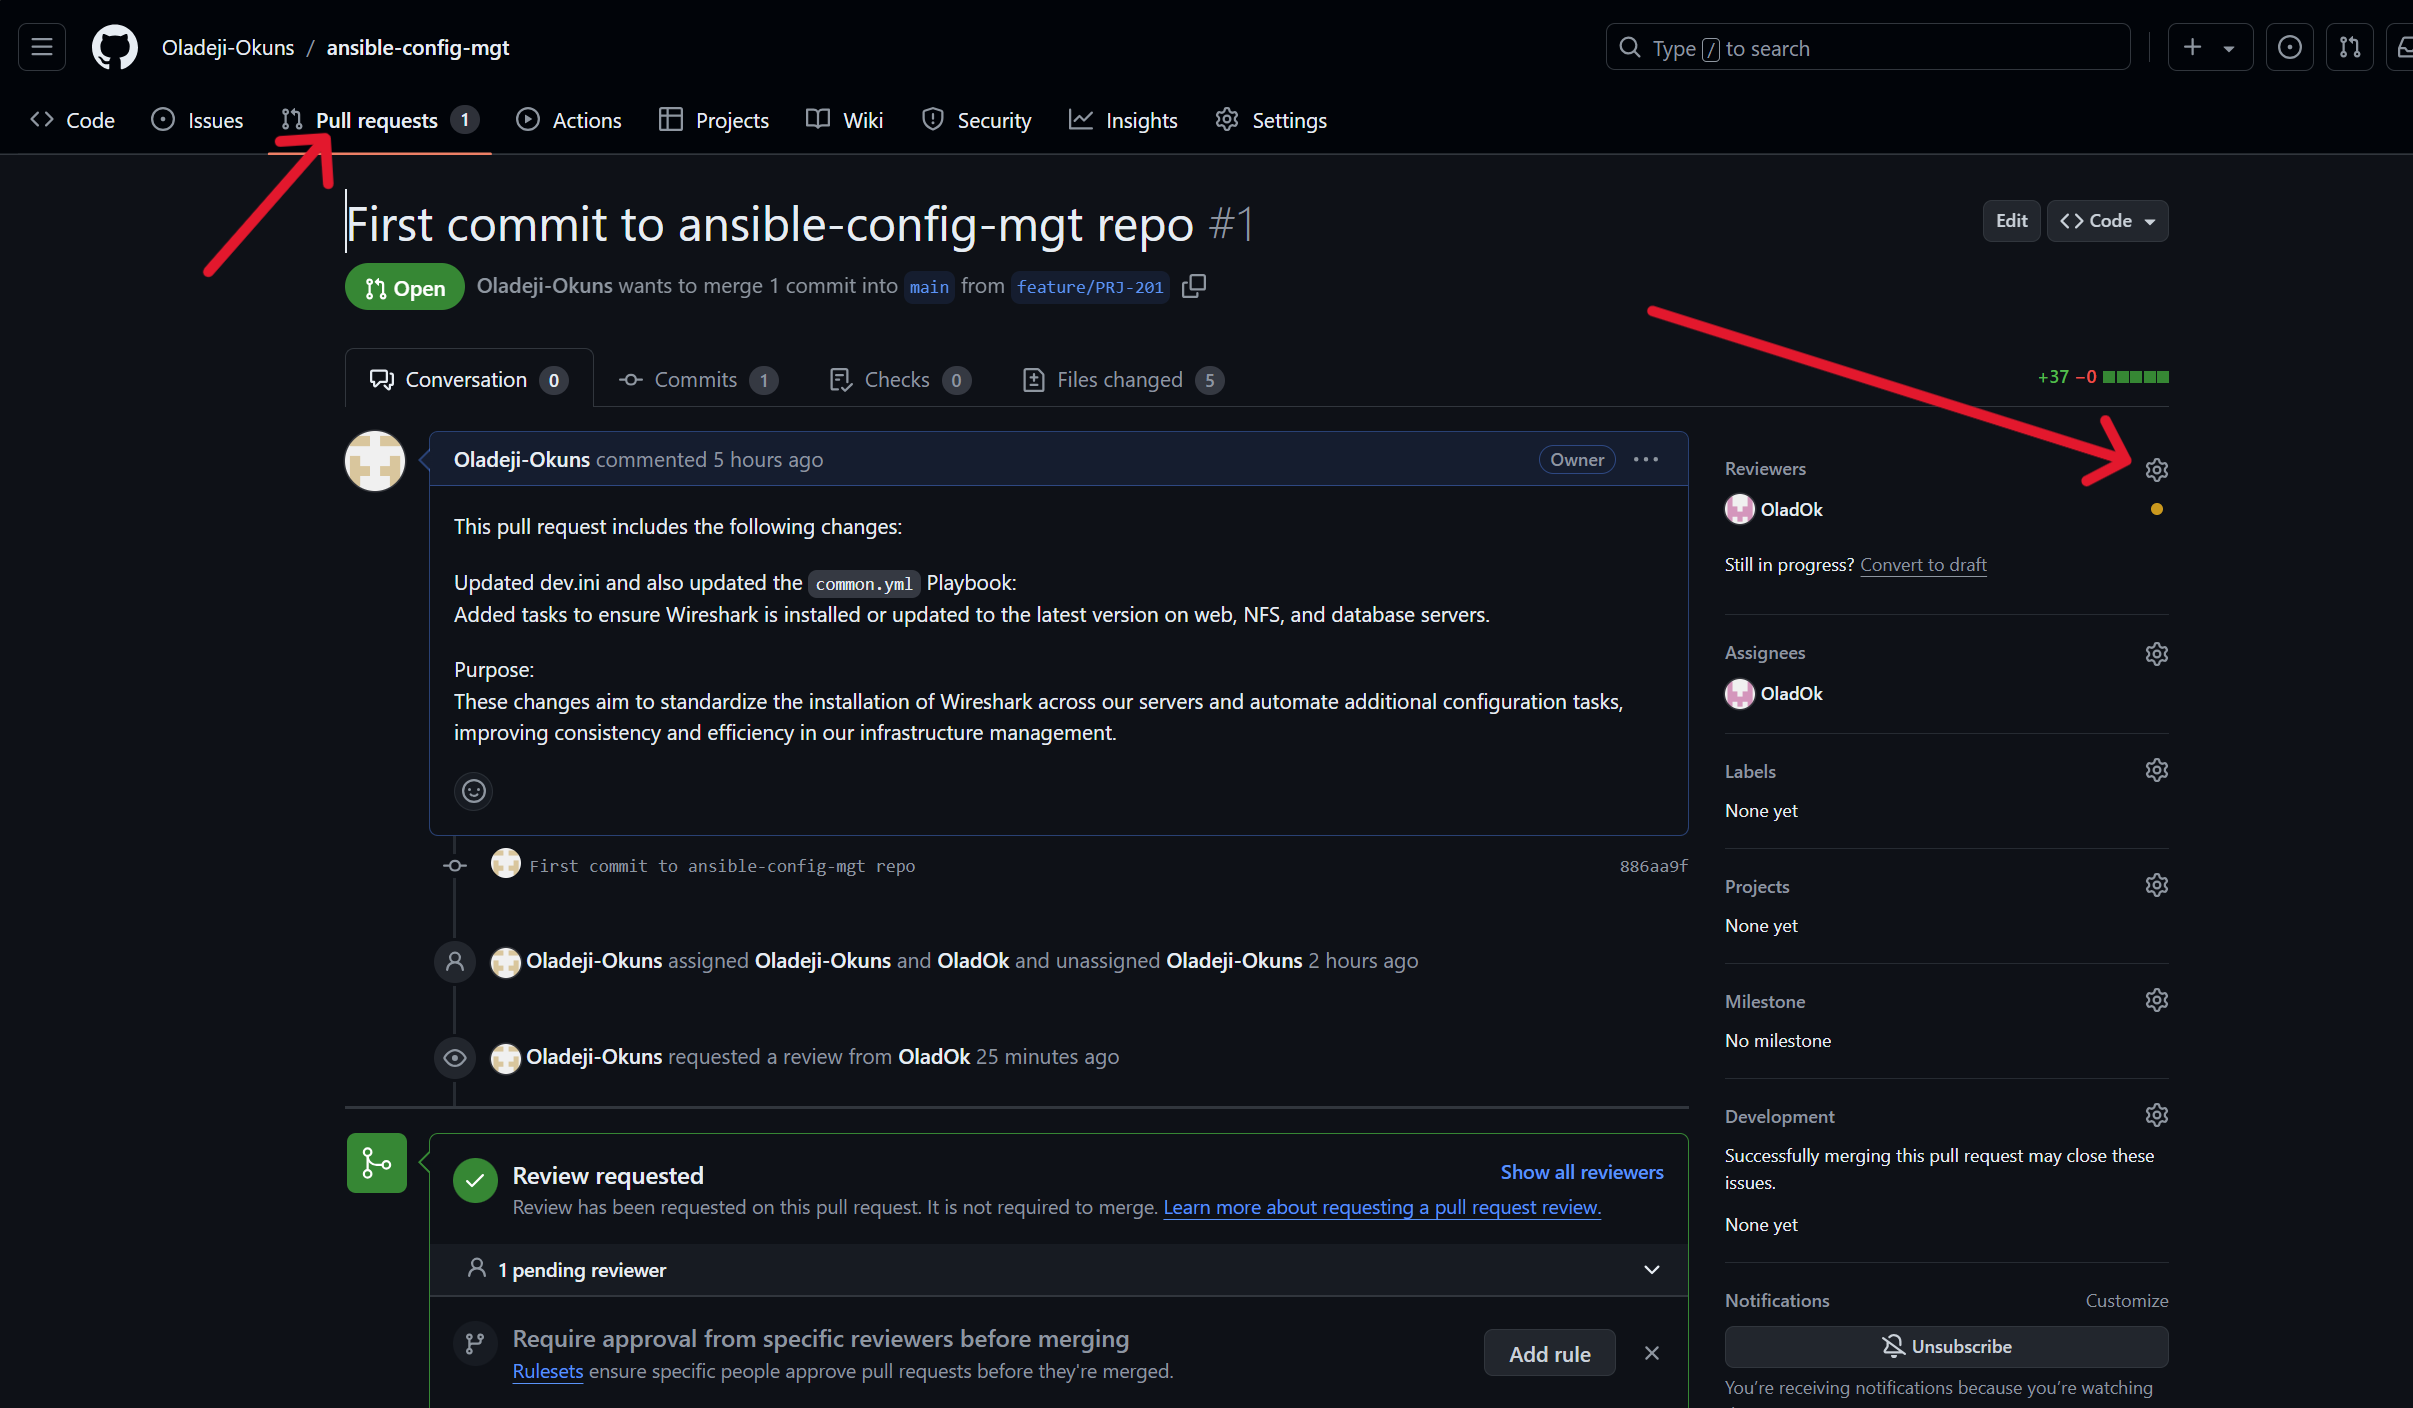 Oladeji-Okuns / ansible-config-mgt
Type / to search
Code
Issues
Pull requests 1
Actions
Projects
Wiki
Security
Insights
Settings
First commit to ansible-config-mgt repo #1
Edit
Code
Open
Oladeji-Okuns wants to merge 1 commit into main from feature/PRJ-201
Conversation 0
Commits 1
Checks 0
Files changed 5
+37 −0
Oladeji-Okuns commented 5 hours ago
Owner
This pull request includes the following changes:
Updated dev.ini and also updated the common.yml Playbook:
Added tasks to ensure Wireshark is installed or updated to the latest version on web, NFS, and database servers.
Purpose:
These changes aim to standardize the installation of Wireshark across our servers and automate additional configuration tasks,
improving consistency and efficiency in our infrastructure management.
First commit to ansible-config-mgt repo
886aa9f
Oladeji-Okuns assigned Oladeji-Okuns and OladOk and unassigned Oladeji-Okuns 2 hours ago
Oladeji-Okuns requested a review from OladOk 25 minutes ago
Review requested
Show all reviewers
Review has been requested on this pull request. It is not required to merge. Learn more about requesting a pull request review.
1 pending reviewer
Require approval from specific reviewers before merging
Rulesets ensure specific people approve pull requests before they're merged.
Add rule
Reviewers
OladOk
Still in progress? Convert to draft
Assignees
OladOk
Labels
None yet
Projects
None yet
Milestone
No milestone
Development
Successfully merging this pull request may close these
issues.
None yet
Notifications
Customize
Unsubscribe
You're receiving notifications because you're watching